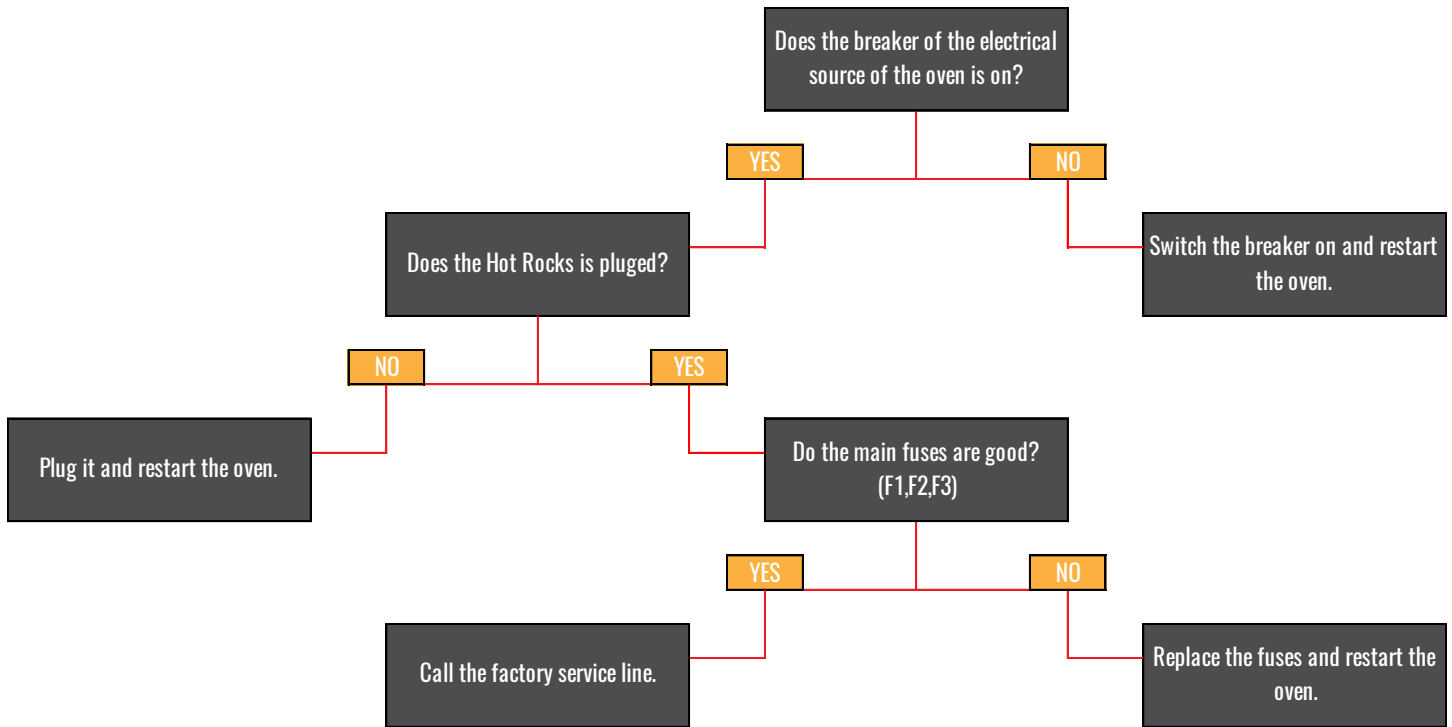 Does the breaker of the electrical
source of the oven is on?
YES
NO
Does the Hot Rocks is pluged?
Switch the breaker on and restart
the oven.
NO
YES
Plug it and restart the oven.
Do the main fuses are good?
(F1,F2,F3)
YES
NO
Call the factory service line.
Replace the fuses and restart the
oven.